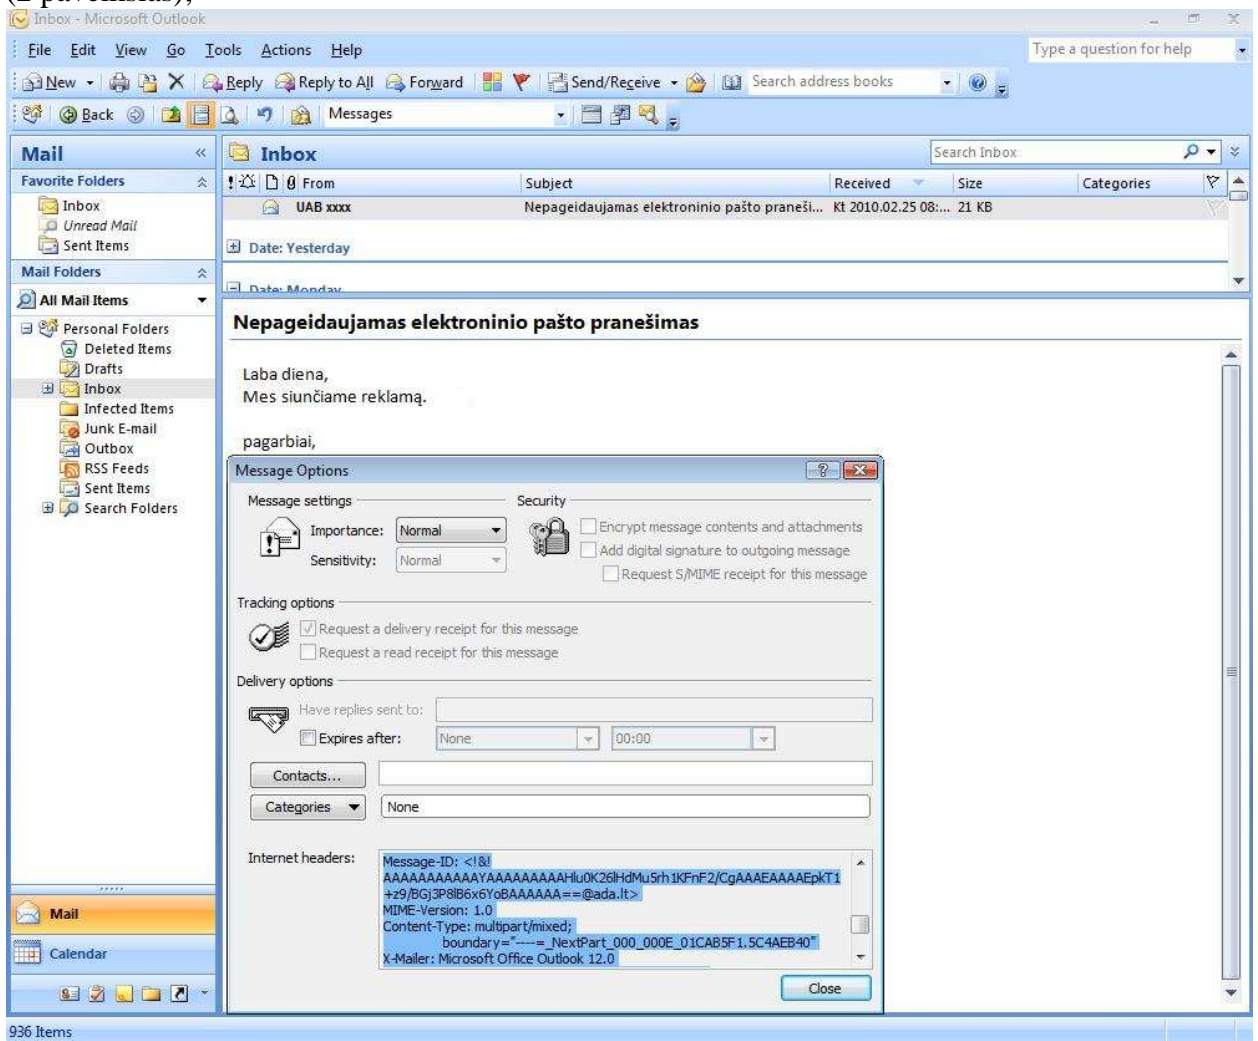 Inbox - Microsoft Outlook
File Edit View Go Tools Actions Help
Type a question for help
New Reply Reply to All Forward Send/Receive Search address books
Back Messages
Mail
Favorite Folders
Inbox
Unread Mail
Sent Items
Mail Folders
All Mail Items
Personal Folders
Deleted Items
Drafts
Inbox
Infected Items
Junk E-mail
Outbox
RSS Feeds
Sent Items
Search Folders
Mail
Calendar
Inbox
Search Inbox
From Subject Received Size Categories
UAB xxxx Nepageidaujamas elektroninio pašto praneši... Kt 2010.02.25 08:... 21 KB
Date: Yesterday
Date: Monday
Nepageidaujamas elektroninio pašto pranešimas
Laba diena,
Mes siunčiame reklamą.
pagarbiai,
Message Options
Message settings
Importance: Normal
Sensitivity: Normal
Security
Encrypt message contents and attachments
Add digital signature to outgoing message
Request S/MIME receipt for this message
Tracking options
Request a delivery receipt for this message
Request a read receipt for this message
Delivery options
Have replies sent to:
Expires after: None 00:00
Contacts...
Categories None
Internet headers:
Message-ID: <!&!
AAAAAAAAAAAYAAAAAAAAAHlu0K26lHdMu5rh1KFnF2/CgAAAEAAAAEpkT1
+z9/BGj3P8lB6x6YoBAAAAAA==@ada.lt>
MIME-Version: 1.0
Content-Type: multipart/mixed;
boundary="----=_NextPart_000_000E_01CAB5F1.5C4AEB40"
X-Mailer: Microsoft Office Outlook 12.0
Close
936 Items